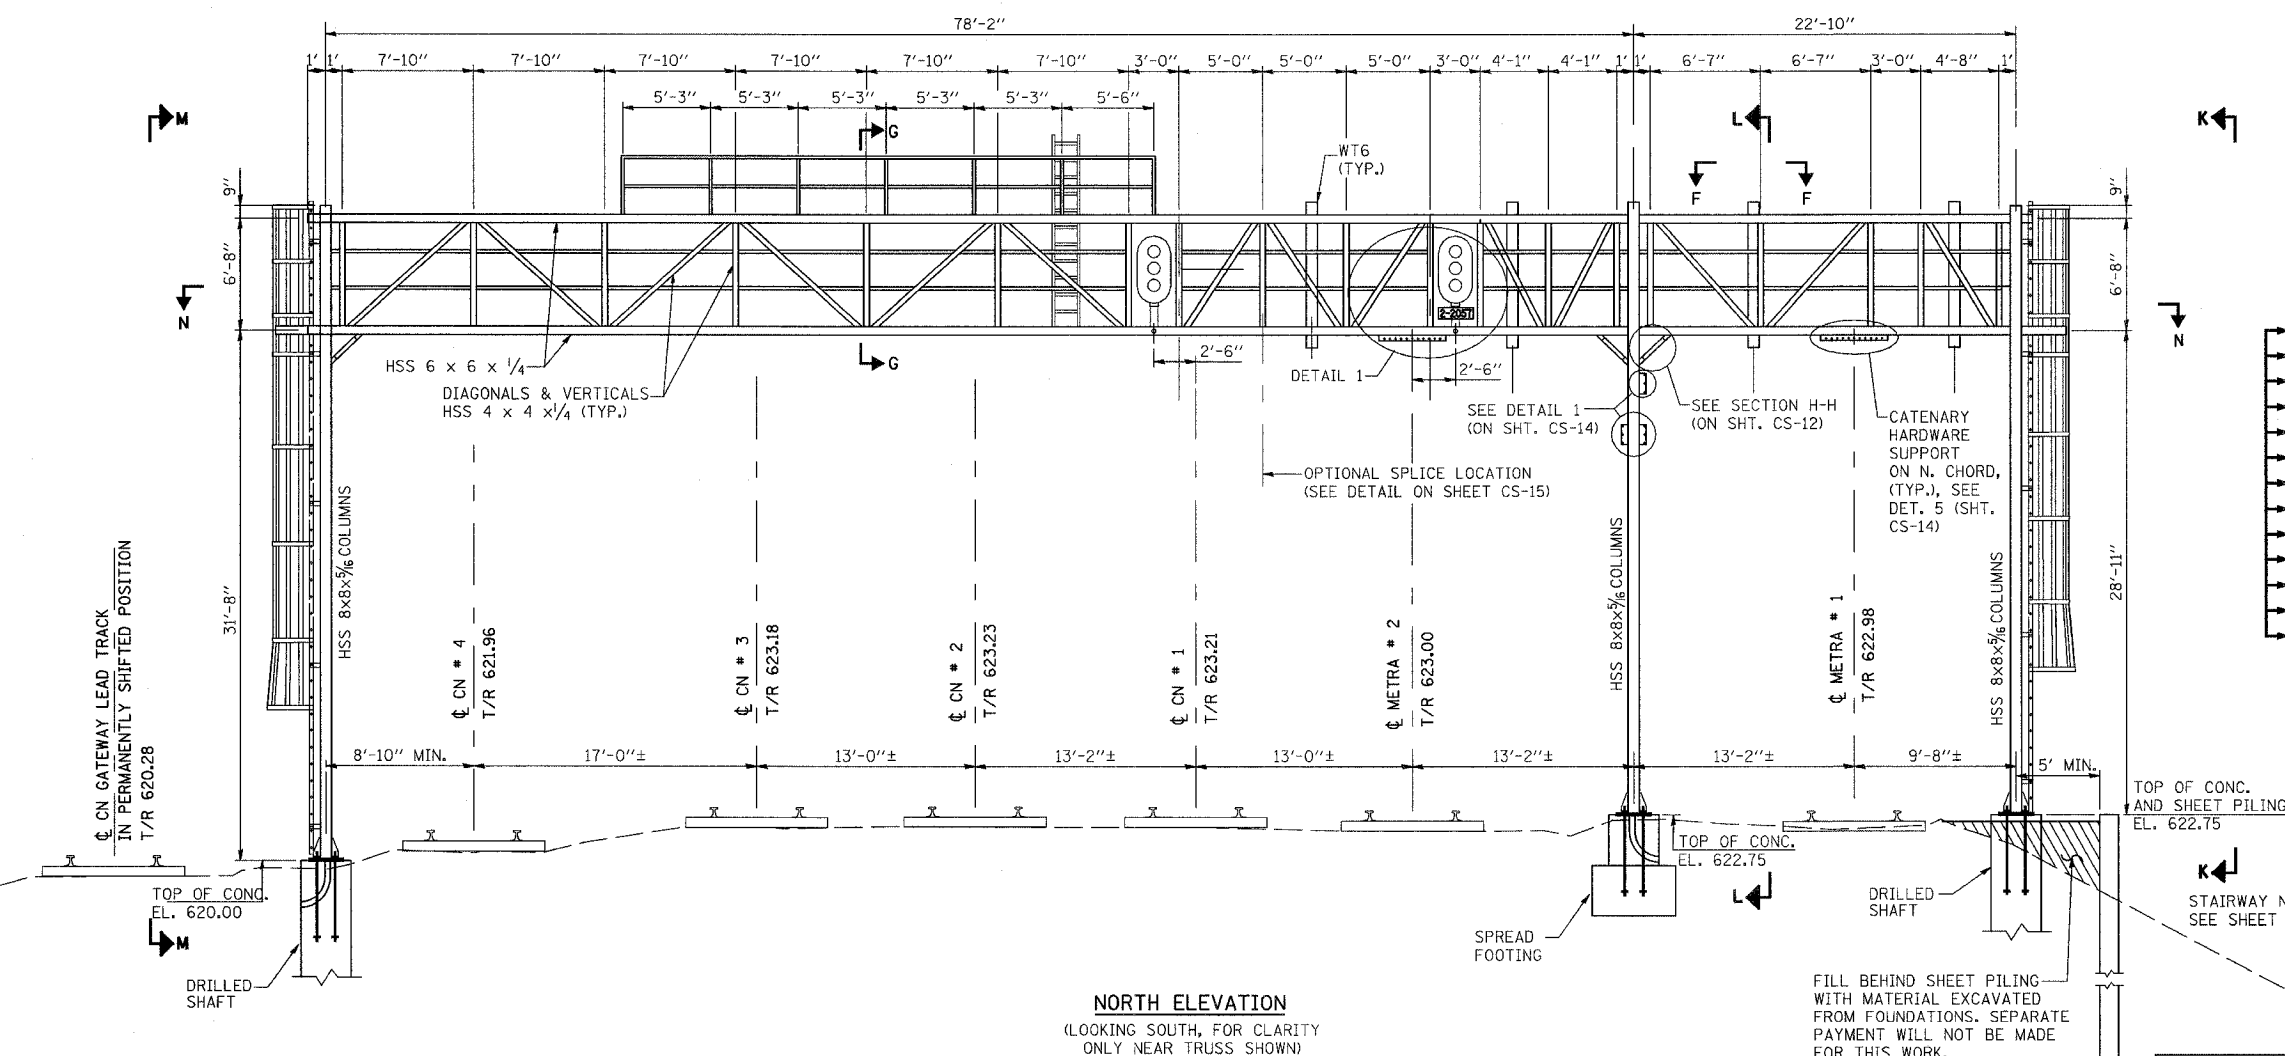 78'-2"
22'-10"
1' 1' 7'-10" 7'-10" 7'-10" 7'-10" 7'-10" 7'-10" 3'-0" 5'-0" 5'-0" 5'-0" 3'-0" 4'-1" 4'-1" 1' 1' 6'-7" 6'-7" 3'-0" 4'-8" 1'
5'-3" 5'-3" 5'-3" 5'-3" 5'-3" 5'-6"
M
G
L
K
WT6
(TYP.)
F F
9"
9"
6'-8"
6'-8"
N
N
2-205T
HSS 6 x 6 x 1/4
DIAGONALS & VERTICALS
HSS 4 x 4 x 1/4 (TYP.)
G
2'-6"
DETAIL 1
2'-6"
SEE DETAIL 1
(ON SHT. CS-14)
SEE SECTION H-H
(ON SHT. CS-12)
CATENARY
HARDWARE
SUPPORT
ON N. CHORD,
(TYP.), SEE
DET. 5 (SHT.
CS-14)
OPTIONAL SPLICE LOCATION
(SEE DETAIL ON SHEET CS-15)
31'-8"
HSS 8x8x5/16 COLUMNS
HSS 8x8x5/16 COLUMNS
HSS 8x8x5/16 COLUMNS
28'-11"
℄ CN GATEWAY LEAD TRACK
IN PERMANENTLY SHIFTED POSITION
T/R 620.28
℄ CN # 4
T/R 621.96
℄ CN # 3
T/R 623.18
℄ CN # 2
T/R 623.23
℄ CN # 1
T/R 623.21
℄ METRA # 2
T/R 623.00
℄ METRA # 1
T/R 622.98
8'-10" MIN. 17'-0"± 13'-0"± 13'-2"± 13'-0"± 13'-2"± 13'-2"± 9'-8"±
5' MIN.
TOP OF CONC.
AND SHEET PILING
EL. 622.75
TOP OF CONC.
EL. 622.75
TOP OF CONC.
EL. 620.00
M
L
K
DRILLED
SHAFT
DRILLED
SHAFT
SPREAD
FOOTING
STAIRWAY N
SEE SHEET
FILL BEHIND SHEET PILING
WITH MATERIAL EXCAVATED
FROM FOUNDATIONS. SEPARATE
PAYMENT WILL NOT BE MADE
FOR THIS WORK.
NORTH ELEVATION
(LOOKING SOUTH, FOR CLARITY
ONLY NEAR TRUSS SHOWN)